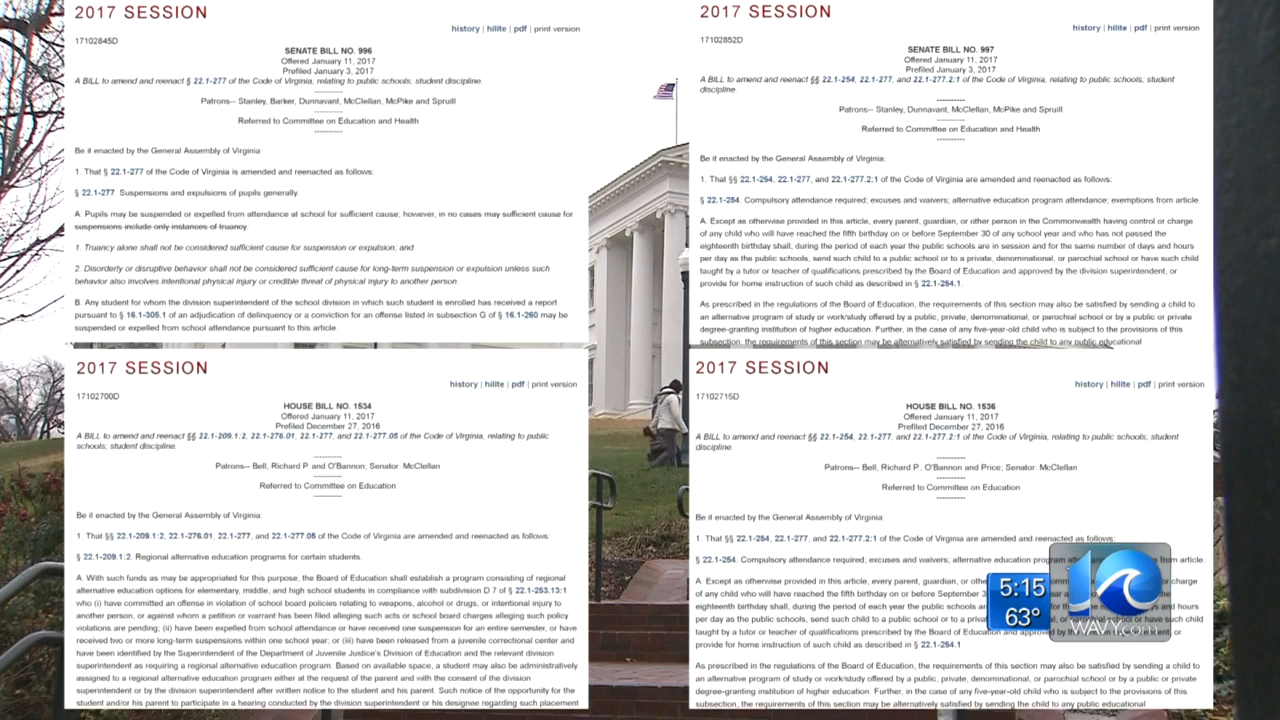 2017 SESSION
history | hilite | pdf | print version
17102845D
SENATE BILL NO. 996
Offered January 11, 2017
Prefiled January 3, 2017
A BILL to amend and reenact § 22.1-277 of the Code of Virginia, relating to public schools, student discipline.
----------
Patrons-- Stanley, Barker, Dunnavant, McClellan, McPike and Spruill
----------
Referred to Committee on Education and Health
----------
Be it enacted by the General Assembly of Virginia:
1. That § 22.1-277 of the Code of Virginia is amended and reenacted as follows:
§ 22.1-277. Suspensions and expulsions of pupils generally.
A. Pupils may be suspended or expelled from attendance at school for sufficient cause; however, in no cases may sufficient cause for
suspensions include only instances of truancy
1. Truancy alone shall not be considered sufficient cause for suspension or expulsion; and
2. Disorderly or disruptive behavior shall not be considered sufficient cause for long-term suspension or expulsion unless such
behavior also involves intentional physical injury or credible threat of physical injury to another person.
B. Any student for whom the division superintendent of the school division in which such student is enrolled has received a report
pursuant to § 16.1-305.1 of an adjudication of delinquency or a conviction for an offense listed in subsection G of § 16.1-260 may be
suspended or expelled from school attendance pursuant to this article.
2017 SESSION
history | hilite | pdf | print version
17102852D
SENATE BILL NO. 997
Offered January 11, 2017
Prefiled January 3, 2017
A BILL to amend and reenact §§ 22.1-254, 22.1-277, and 22.1-277.2:1 of the Code of Virginia, relating to public schools; student
discipline.
----------
Patrons-- Stanley, Dunnavant, McClellan, McPike and Spruill
----------
Referred to Committee on Education and Health
----------
Be it enacted by the General Assembly of Virginia:
1. That §§ 22.1-254, 22.1-277, and 22.1-277.2:1 of the Code of Virginia are amended and reenacted as follows:
§ 22.1-254. Compulsory attendance required; excuses and waivers; alternative education program attendance; exemptions from article.
A. Except as otherwise provided in this article, every parent, guardian, or other person in the Commonwealth having control or charge
of any child who will have reached the fifth birthday on or before September 30 of any school year and who has not passed the
eighteenth birthday shall, during the period of each year the public schools are in session and for the same number of days and hours
per day as the public schools, send such child to a public school or to a private, denominational, or parochial school or have such child
taught by a tutor or teacher of qualifications prescribed by the Board of Education and approved by the division superintendent, or
provide for home instruction of such child as described in § 22.1-254.1.
As prescribed in the regulations of the Board of Education, the requirements of this section may also be satisfied by sending a child to
an alternative program of study or work/study offered by a public, private, denominational, or parochial school or by a public or private
degree-granting institution of higher education. Further, in the case of any five-year-old child who is subject to the provisions of this
subsection, the requirements of this section may be alternatively satisfied by sending the child to any public educational
2017 SESSION
history | hilite | pdf | print version
17102700D
HOUSE BILL NO. 1534
Offered January 11, 2017
Prefiled December 27, 2016
A BILL to amend and reenact §§ 22.1-209.1:2, 22.1-276.01, 22.1-277, and 22.1-277.05 of the Code of Virginia, relating to public
schools; student discipline.
----------
Patrons-- Bell, Richard P. and O'Bannon; Senator: McClellan
----------
Referred to Committee on Education
----------
Be it enacted by the General Assembly of Virginia:
1. That §§ 22.1-209.1:2, 22.1-276.01, 22.1-277, and 22.1-277.05 of the Code of Virginia are amended and reenacted as follows:
§ 22.1-209.1:2. Regional alternative education programs for certain students.
A. With such funds as may be appropriated for this purpose, the Board of Education shall establish a program consisting of regional
alternative education options for elementary, middle, and high school students in compliance with subdivision D 7 of § 22.1-253.13:1
who (i) have committed an offense in violation of school board policies relating to weapons, alcohol or drugs, or intentional injury to
another person, or against whom a petition or warrant has been filed alleging such acts or school board charges alleging such policy
violations are pending; (ii) have been expelled from school attendance or have received one suspension for an entire semester, or have
received two or more long-term suspensions within one school year; or (iii) have been released from a juvenile correctional center and
have been identified by the Superintendent of the Department of Juvenile Justice's Division of Education and the relevant division
superintendent as requiring a regional alternative education program. Based on available space, a student may also be administratively
assigned to a regional alternative education program either at the request of the parent and with the consent of the division
superintendent or by the division superintendent after written notice to the student and his parent. Such notice of the opportunity for the
student and/or his parent to participate in a hearing conducted by the division superintendent or his designee regarding such placement
2017 SESSION
history | hilite | pdf | print version
17102715D
HOUSE BILL NO. 1536
Offered January 11, 2017
Prefiled December 27, 2016
A BILL to amend and reenact §§ 22.1-254, 22.1-277, and 22.1-277.2:1 of the Code of Virginia, relating to public schools; student
discipline.
----------
Patrons-- Bell, Richard P., O'Bannon and Price; Senator: McClellan
----------
Referred to Committee on Education
----------
Be it enacted by the General Assembly of Virginia:
1. That §§ 22.1-254, 22.1-277, and 22.1-277.2:1 of the Code of Virginia are amended and reenacted as follows:
§ 22.1-254. Compulsory attendance required; excuses and waivers; alternative education program from article.
A. Except as otherwise provided in this article, every parent, guardian, or charge
of any child who will have reached the fifth birthday on or before September
eighteenth birthday shall, during the period of each year the public schools and hours
per day as the public schools, send such child to a public school or to a such child
taught by a tutor or teacher of qualifications prescribed by the Board of Education and approved or
provide for home instruction of such child as described in § 22.1-254.1.
As prescribed in the regulations of the Board of Education, the requirements of this section may also be satisfied by sending a child to
an alternative program of study or work/study offered by a public, private, denominational, or parochial school or by a public or private
degree-granting institution of higher education. Further, in the case of any five-year-old child who is subject to the provisions of this
subsection, the requirements of this section may be alternatively satisfied by sending the child to any public educational
5:15
63°
10
WAVY.com